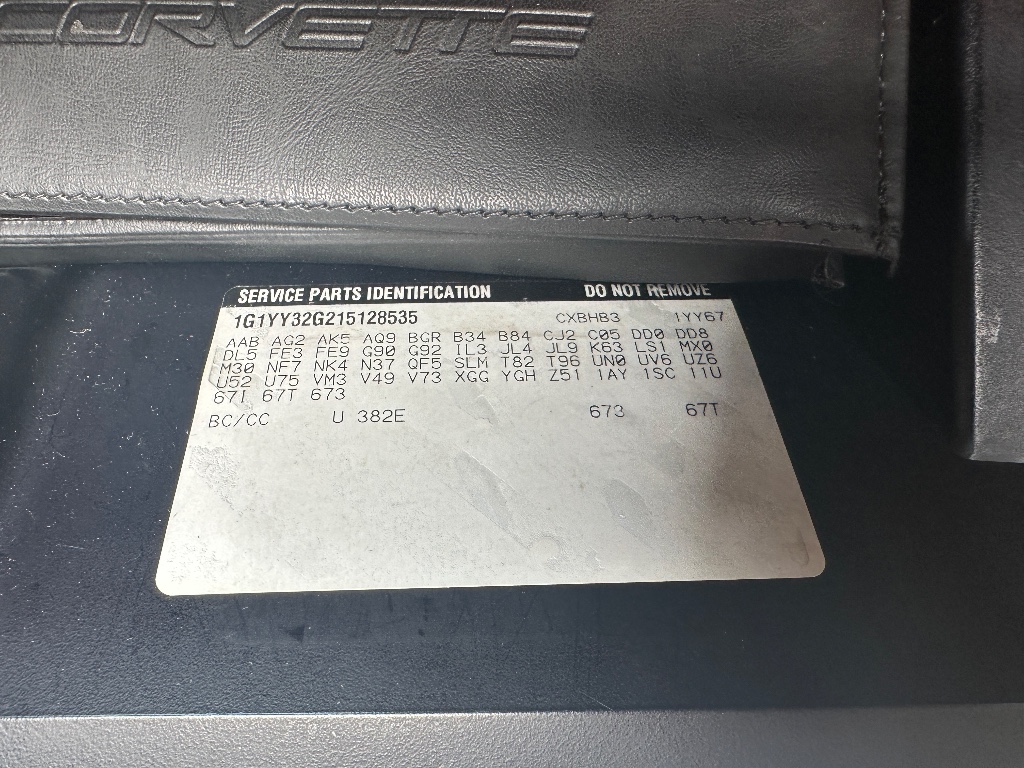 CORVETTE
SERVICE PARTS IDENTIFICATION DO NOT REMOVE
1G1YY32G215128535 CXBHB3 1YY67
AAB AG2 AK5 AQ9 BGR B34 B84 CJ2 C05 DD0 DD8
DL5 FE3 FE9 G90 G92 IL3 JL4 JL9 K63 LS1 MX0
M30 NF7 NK4 N37 QF5 SLM T82 T96 UN0 UV6 UZ6
U52 U75 VM3 V49 V73 XGG YGH Z51 1AY 1SC 11U
67I 67T 673
BC/CC U 382E 673 67T